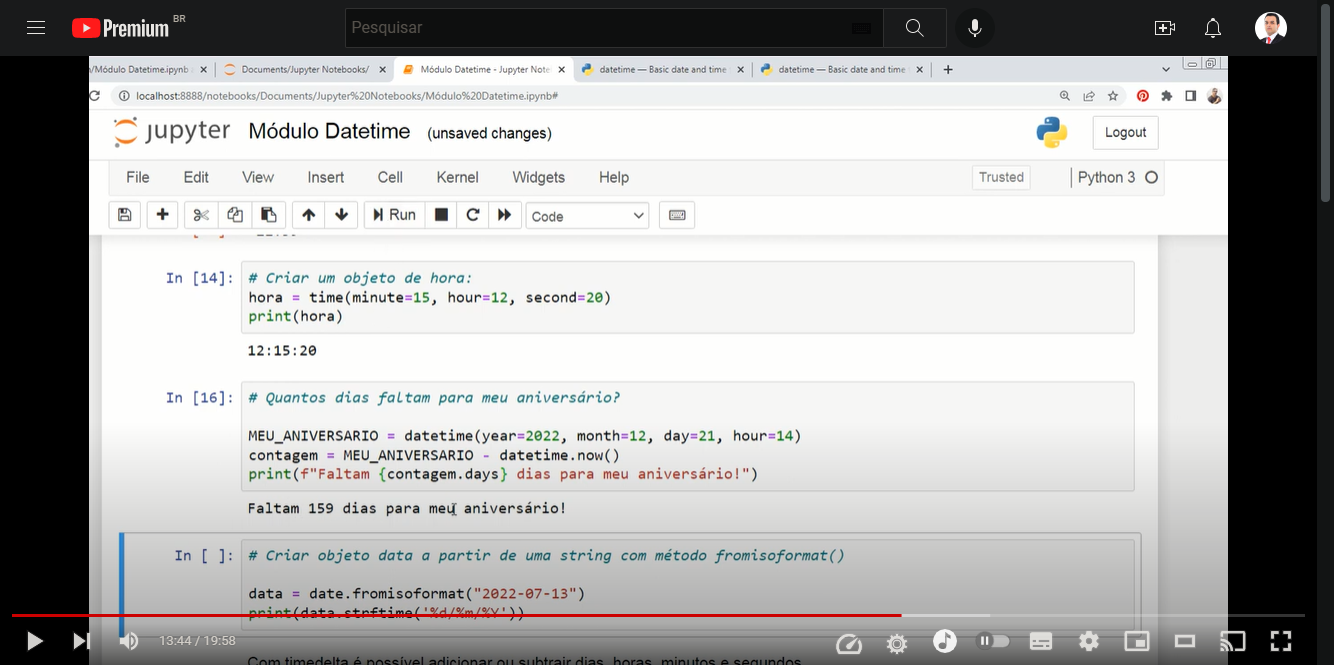 Premium BR
Pesquisar
/Módulo Datetime.ipynb
Documents/Jupyter Notebooks/
Módulo Datetime - Jupyter Note
datetime — Basic date and time
datetime — Basic date and time
localhost:8888/notebooks/Documents/Jupyter%20Notebooks/Módulo%20Datetime.ipynb#
jupyter Módulo Datetime (unsaved changes)
Logout
File Edit View Insert Cell Kernel Widgets Help
Trusted
Python 3
Run
Code
In [14]:
# Criar um objeto de hora:
hora = time(minute=15, hour=12, second=20)
print(hora)
12:15:20
In [16]:
# Quantos dias faltam para meu aniversário?
MEU_ANIVERSARIO = datetime(year=2022, month=12, day=21, hour=14)
contagem = MEU_ANIVERSARIO - datetime.now()
print(f"Faltam {contagem.days} dias para meu aniversário!")
Faltam 159 dias para meu aniversário!
In [ ]:
# Criar objeto data a partir de uma string com método fromisoformat()
data = date.fromisoformat("2022-07-13")
print(data.strftime('%d/%m/%Y'))
13:44 / 19:58
Com timedelta é possível adicionar ou subtrair dias, horas, minutos e segundos